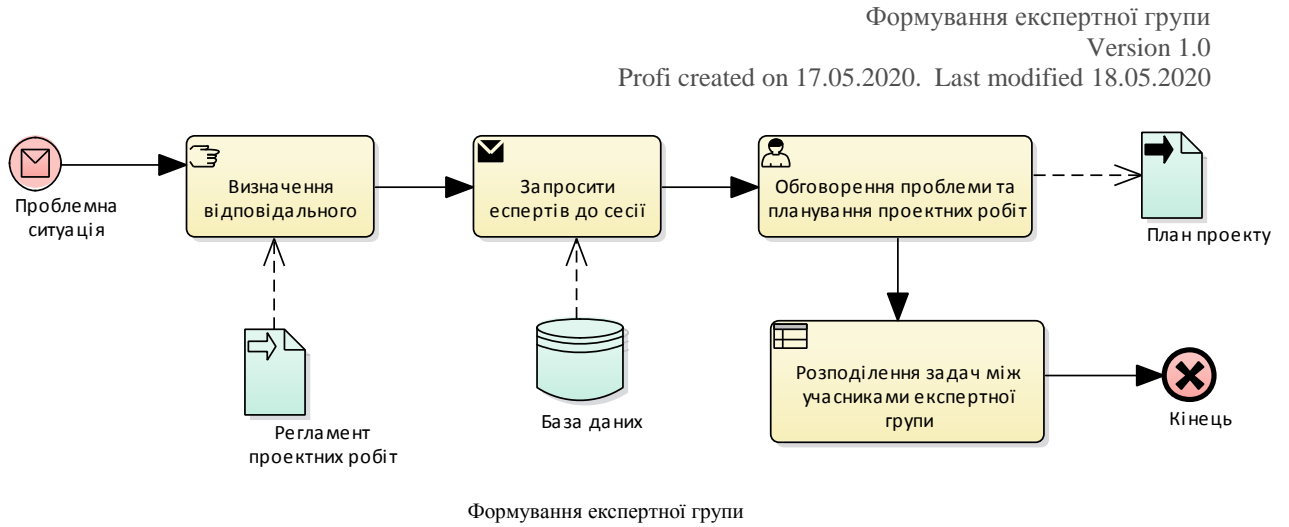 Формування експертної групи
Version 1.0
Profi created on 17.05.2020.  Last modified 18.05.2020
Проблемна
ситуація
Визначення
відповідального
Запросити
еспертів до сесії
Обговорення проблеми та
планування проектних робіт
План проекту
Регламент
проектних робіт
База даних
Розподілення задач між
учасниками експертної
групи
Кінець
Формування експертної групи